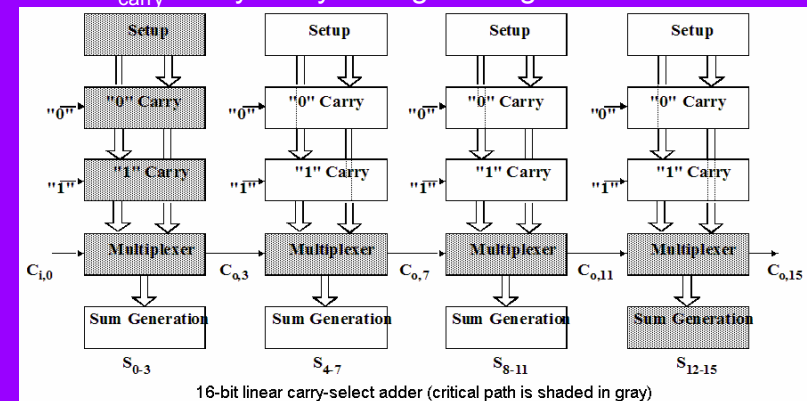 carry
Setup Setup Setup Setup
"0" "0" Carry "0" "0" Carry "0" "0" Carry "0" "0" Carry
"1" "1" Carry "1" "1" Carry "1" "1" Carry "1" "1" Carry
Multiplexer Multiplexer Multiplexer Multiplexer
Ci,0 Co,3 Co,7 Co,11 Co,15
Sum Generation Sum Generation Sum Generation Sum Generation
S0-3 S4-7 S8-11 S12-15
16-bit linear carry-select adder (critical path is shaded in gray)